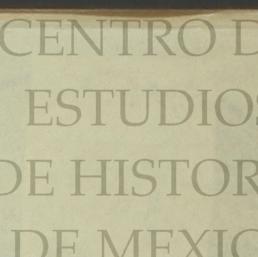 CENTRO D
ESTUDIOS
DE HISTOR
DE MEXIC